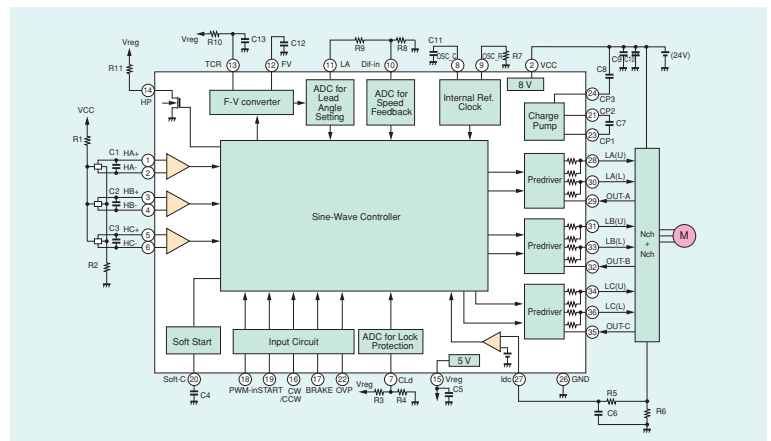 Vreg
R10
C13
C12
R11
TCR
13
12
FV
R9
R8
11
LA
Dif-in
10
C11
OSC_C
8
OSC_R
R7
9
2
VCC
8 V
C9
C10
(24V)
C8
24
CP3
14
HP
F-V converter
ADC for
Lead
Angle
Setting
ADC for
Speed
Feedback
Internal Ref.
Clock
Charge
Pump
21
CP2
C7
23
CP1
VCC
R1
C1
HA+
1
HA-
2
C2
HB+
3
HB-
4
C3
HC+
5
HC-
6
R2
Sine-Wave Controller
Predriver
28
LA(U)
30
LA(L)
29
OUT-A
Predriver
31
LB(U)
33
LB(L)
32
OUT-B
Predriver
34
LC(U)
36
LC(L)
35
OUT-C
Nch
+
Nch
M
Soft Start
Input Circuit
ADC for Lock
Protection
5 V
Soft-C
20
C4
18
PWM-in
19
START
16
CW
/CCW
17
BRAKE
22
OVP
7
CLd
Vreg
R3
R4
15
Vreg
C5
Idc
27
26
GND
R5
C6
R6